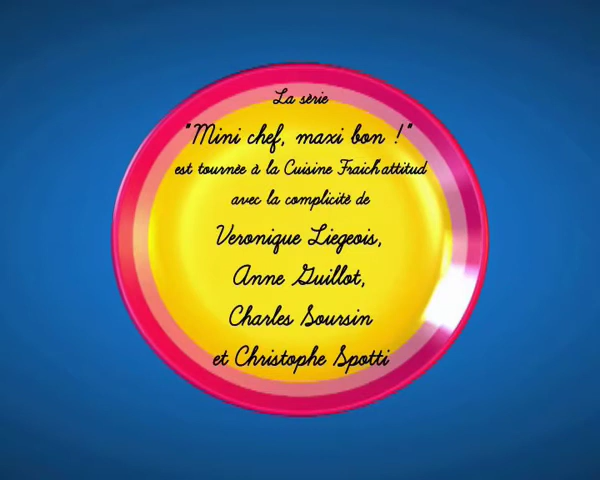 La série
"Mini chef, maxi bon !"
est tournée à la Cuisine Fraich'attitud
avec la complicité de
Veronique Liegeois,
Anne Guillot,
Charles Soursin
et Christophe Spotti